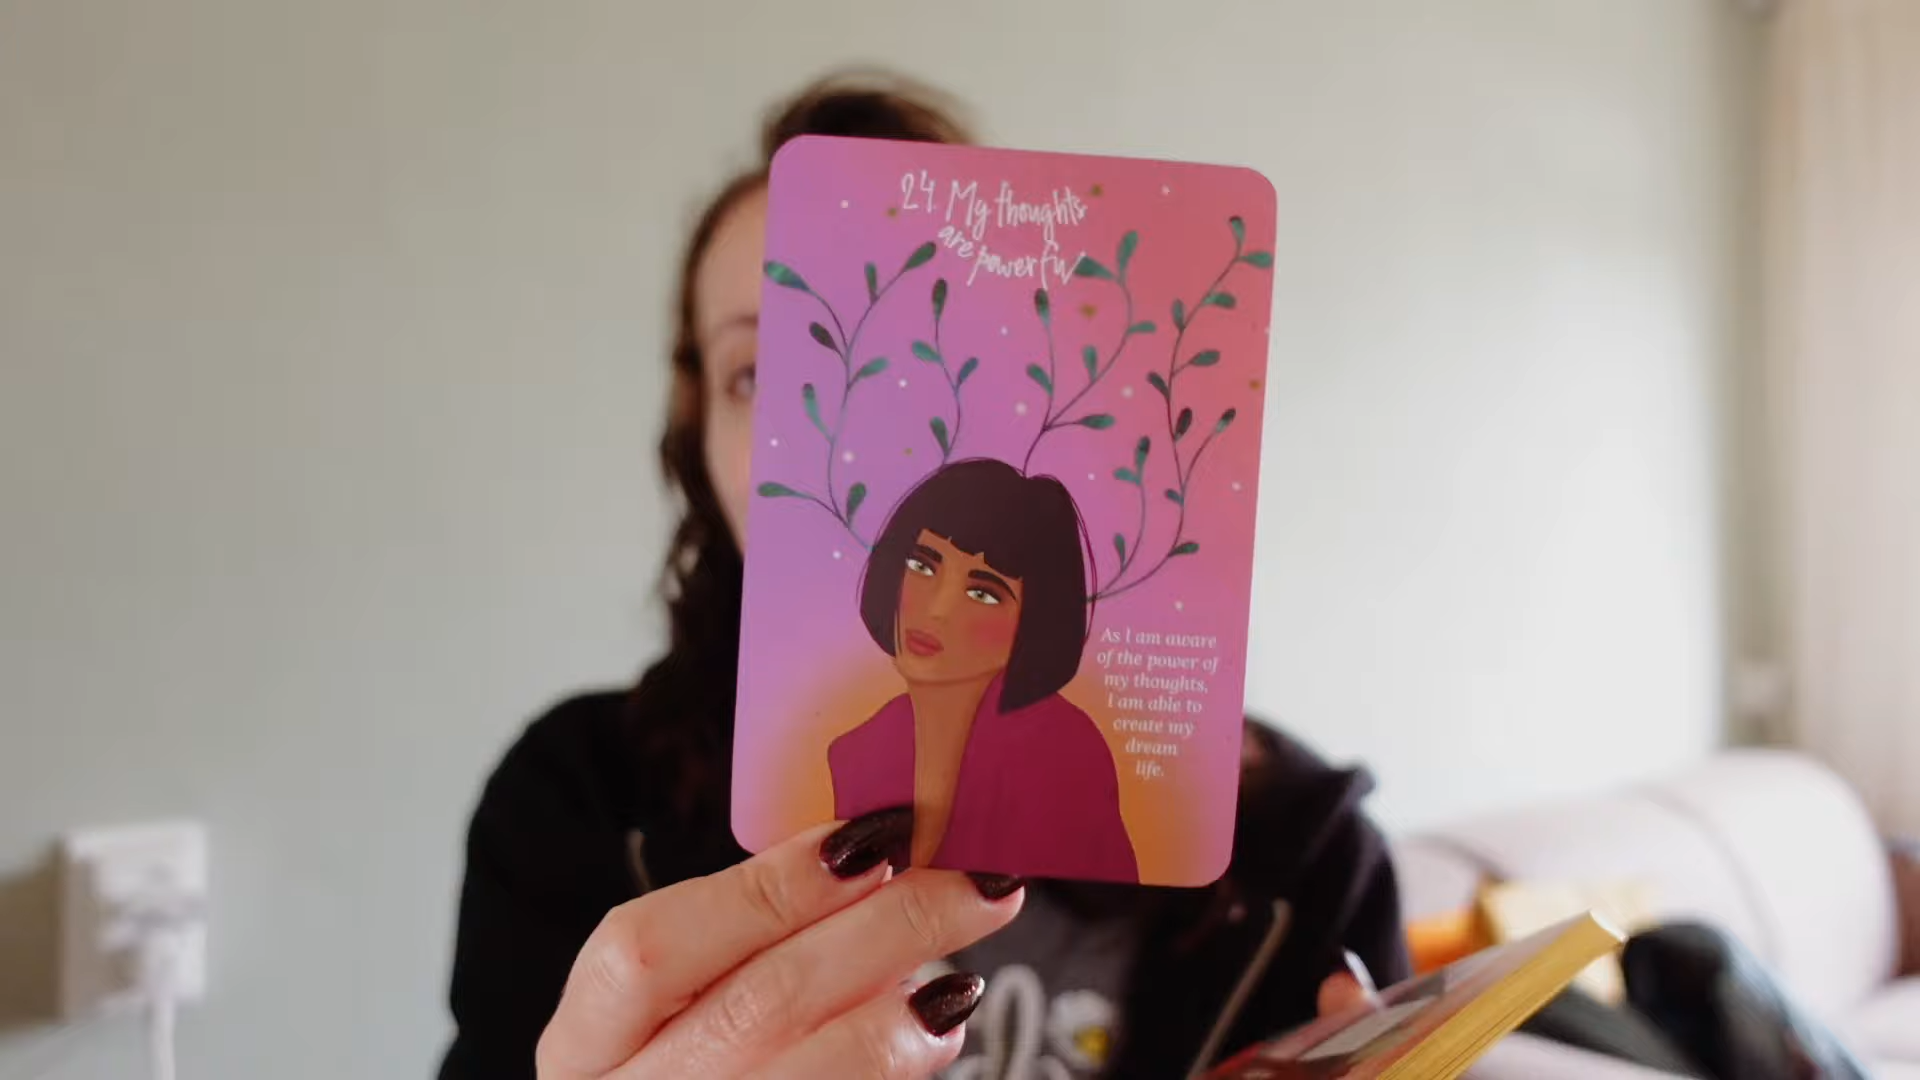 24. My thoughts
are powerful
As I am aware
of the power of
my thoughts,
I am able to
create my
dream
life.